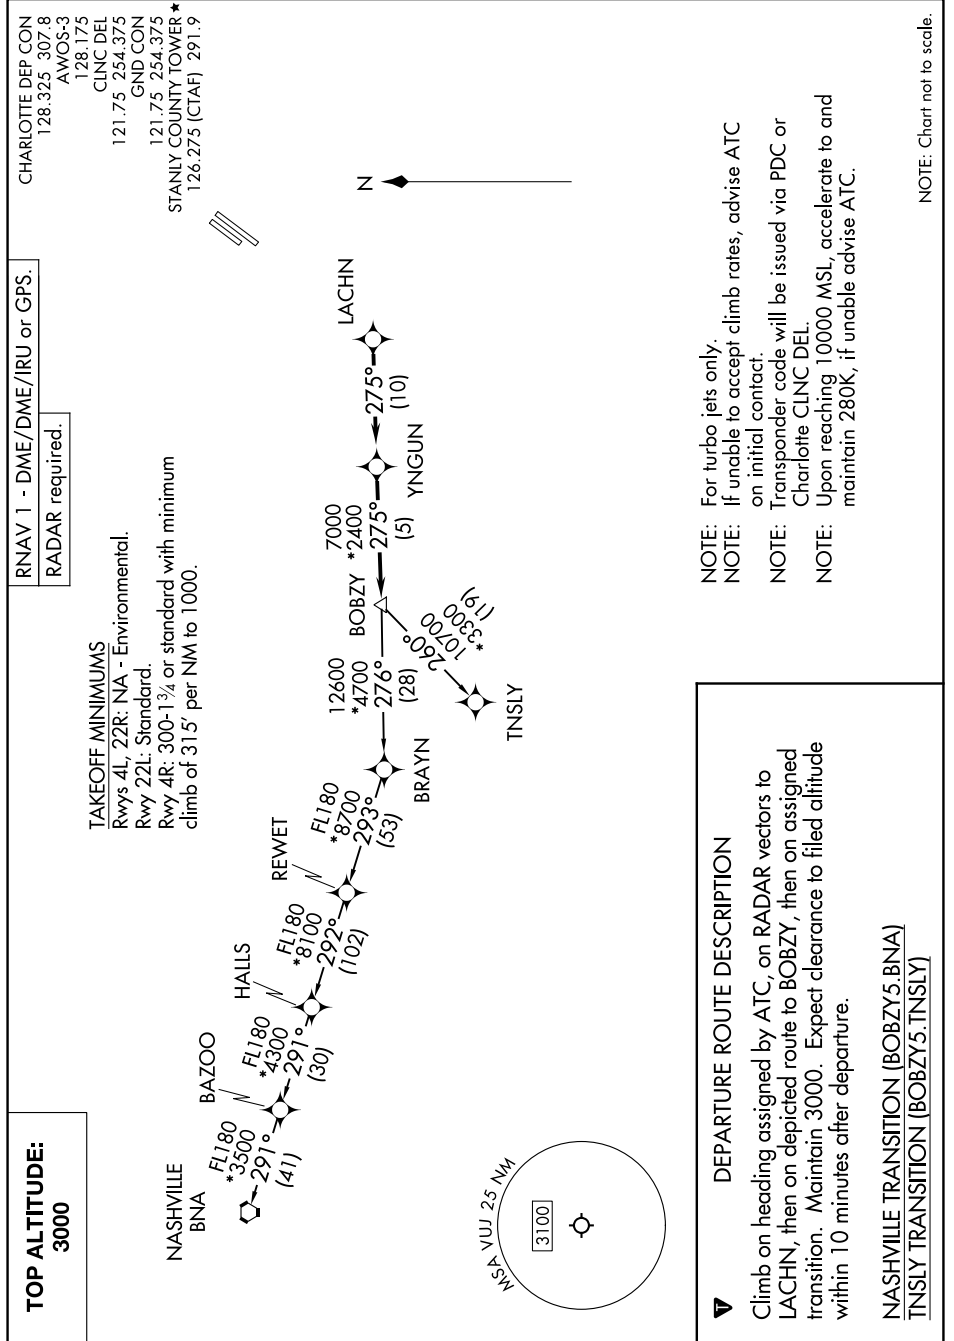 TOP ALTITUDE:
3000
RNAV 1 - DME/DME/IRU or GPS.
RADAR required.
CHARLOTTE DEP CON
128.325 307.8
AWOS-3
128.175
CLNC DEL
121.75 254.375
GND CON
121.75 254.375
STANLY COUNTY TOWER ★
126.275 (CTAF) 291.9
TAKEOFF MINIMUMS
Rwys 4L, 22R: NA - Environmental.
Rwy 22L: Standard.
Rwy 4R: 300-1¾ or standard with minimum
climb of 315' per NM to 1000.
N
NASHVILLE
BNA
FL180
*3500
291°
(41)
BAZOO
FL180
*4300
291°
(30)
HALLS
FL180
*8100
292°
(102)
REWET
FL180
*8700
293°
(53)
BRAYN
12600
*4700
276°
(28)
BOBZY
7000
*2400
275°
(5)
YNGUN
275°
(10)
LACHN
260°
10700
*3300
(19)
TNSLY
MSA VUJ 25 NM
3100
NOTE: For turbo jets only.
NOTE: If unable to accept climb rates, advise ATC
on initial contact.
NOTE: Transponder code will be issued via PDC or
Charlotte CLNC DEL.
NOTE: Upon reaching 10000 MSL, accelerate to and
maintain 280K, if unable advise ATC.
NOTE: Chart not to scale.
T
DEPARTURE ROUTE DESCRIPTION
Climb on heading assigned by ATC, on RADAR vectors to
LACHN, then on depicted route to BOBZY, then on assigned
transition. Maintain 3000. Expect clearance to filed altitude
within 10 minutes after departure.
NASHVILLE TRANSITION (BOBZY5.BNA)
TNSLY TRANSITION (BOBZY5.TNSLY)